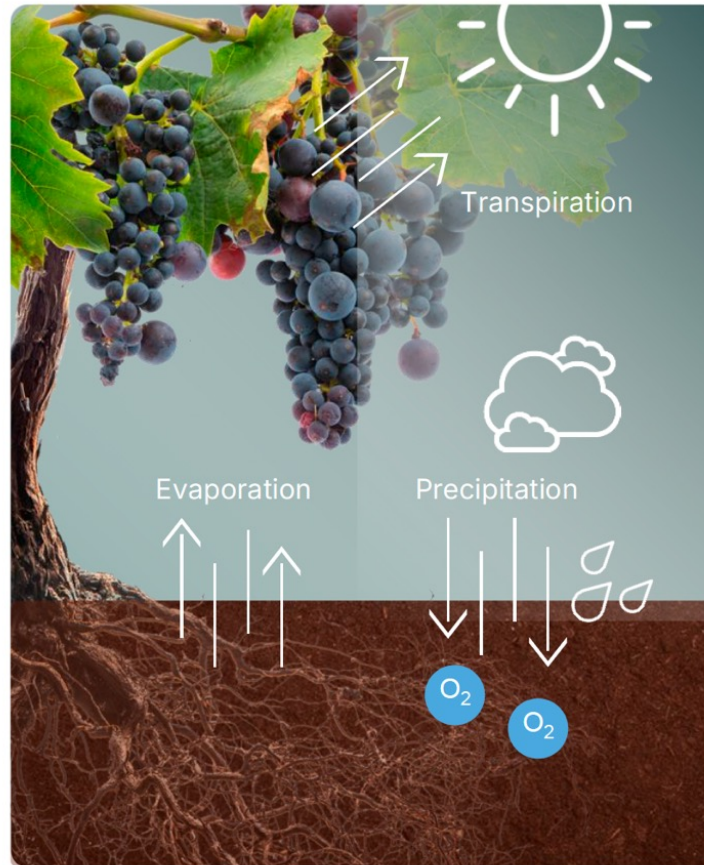 Transpiration
Evaporation
Precipitation
O₂
O₂